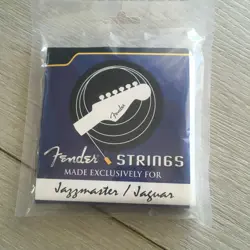 Fender
Fender STRINGS
MADE EXCLUSIVELY FOR
Jazzmaster / Jaguar